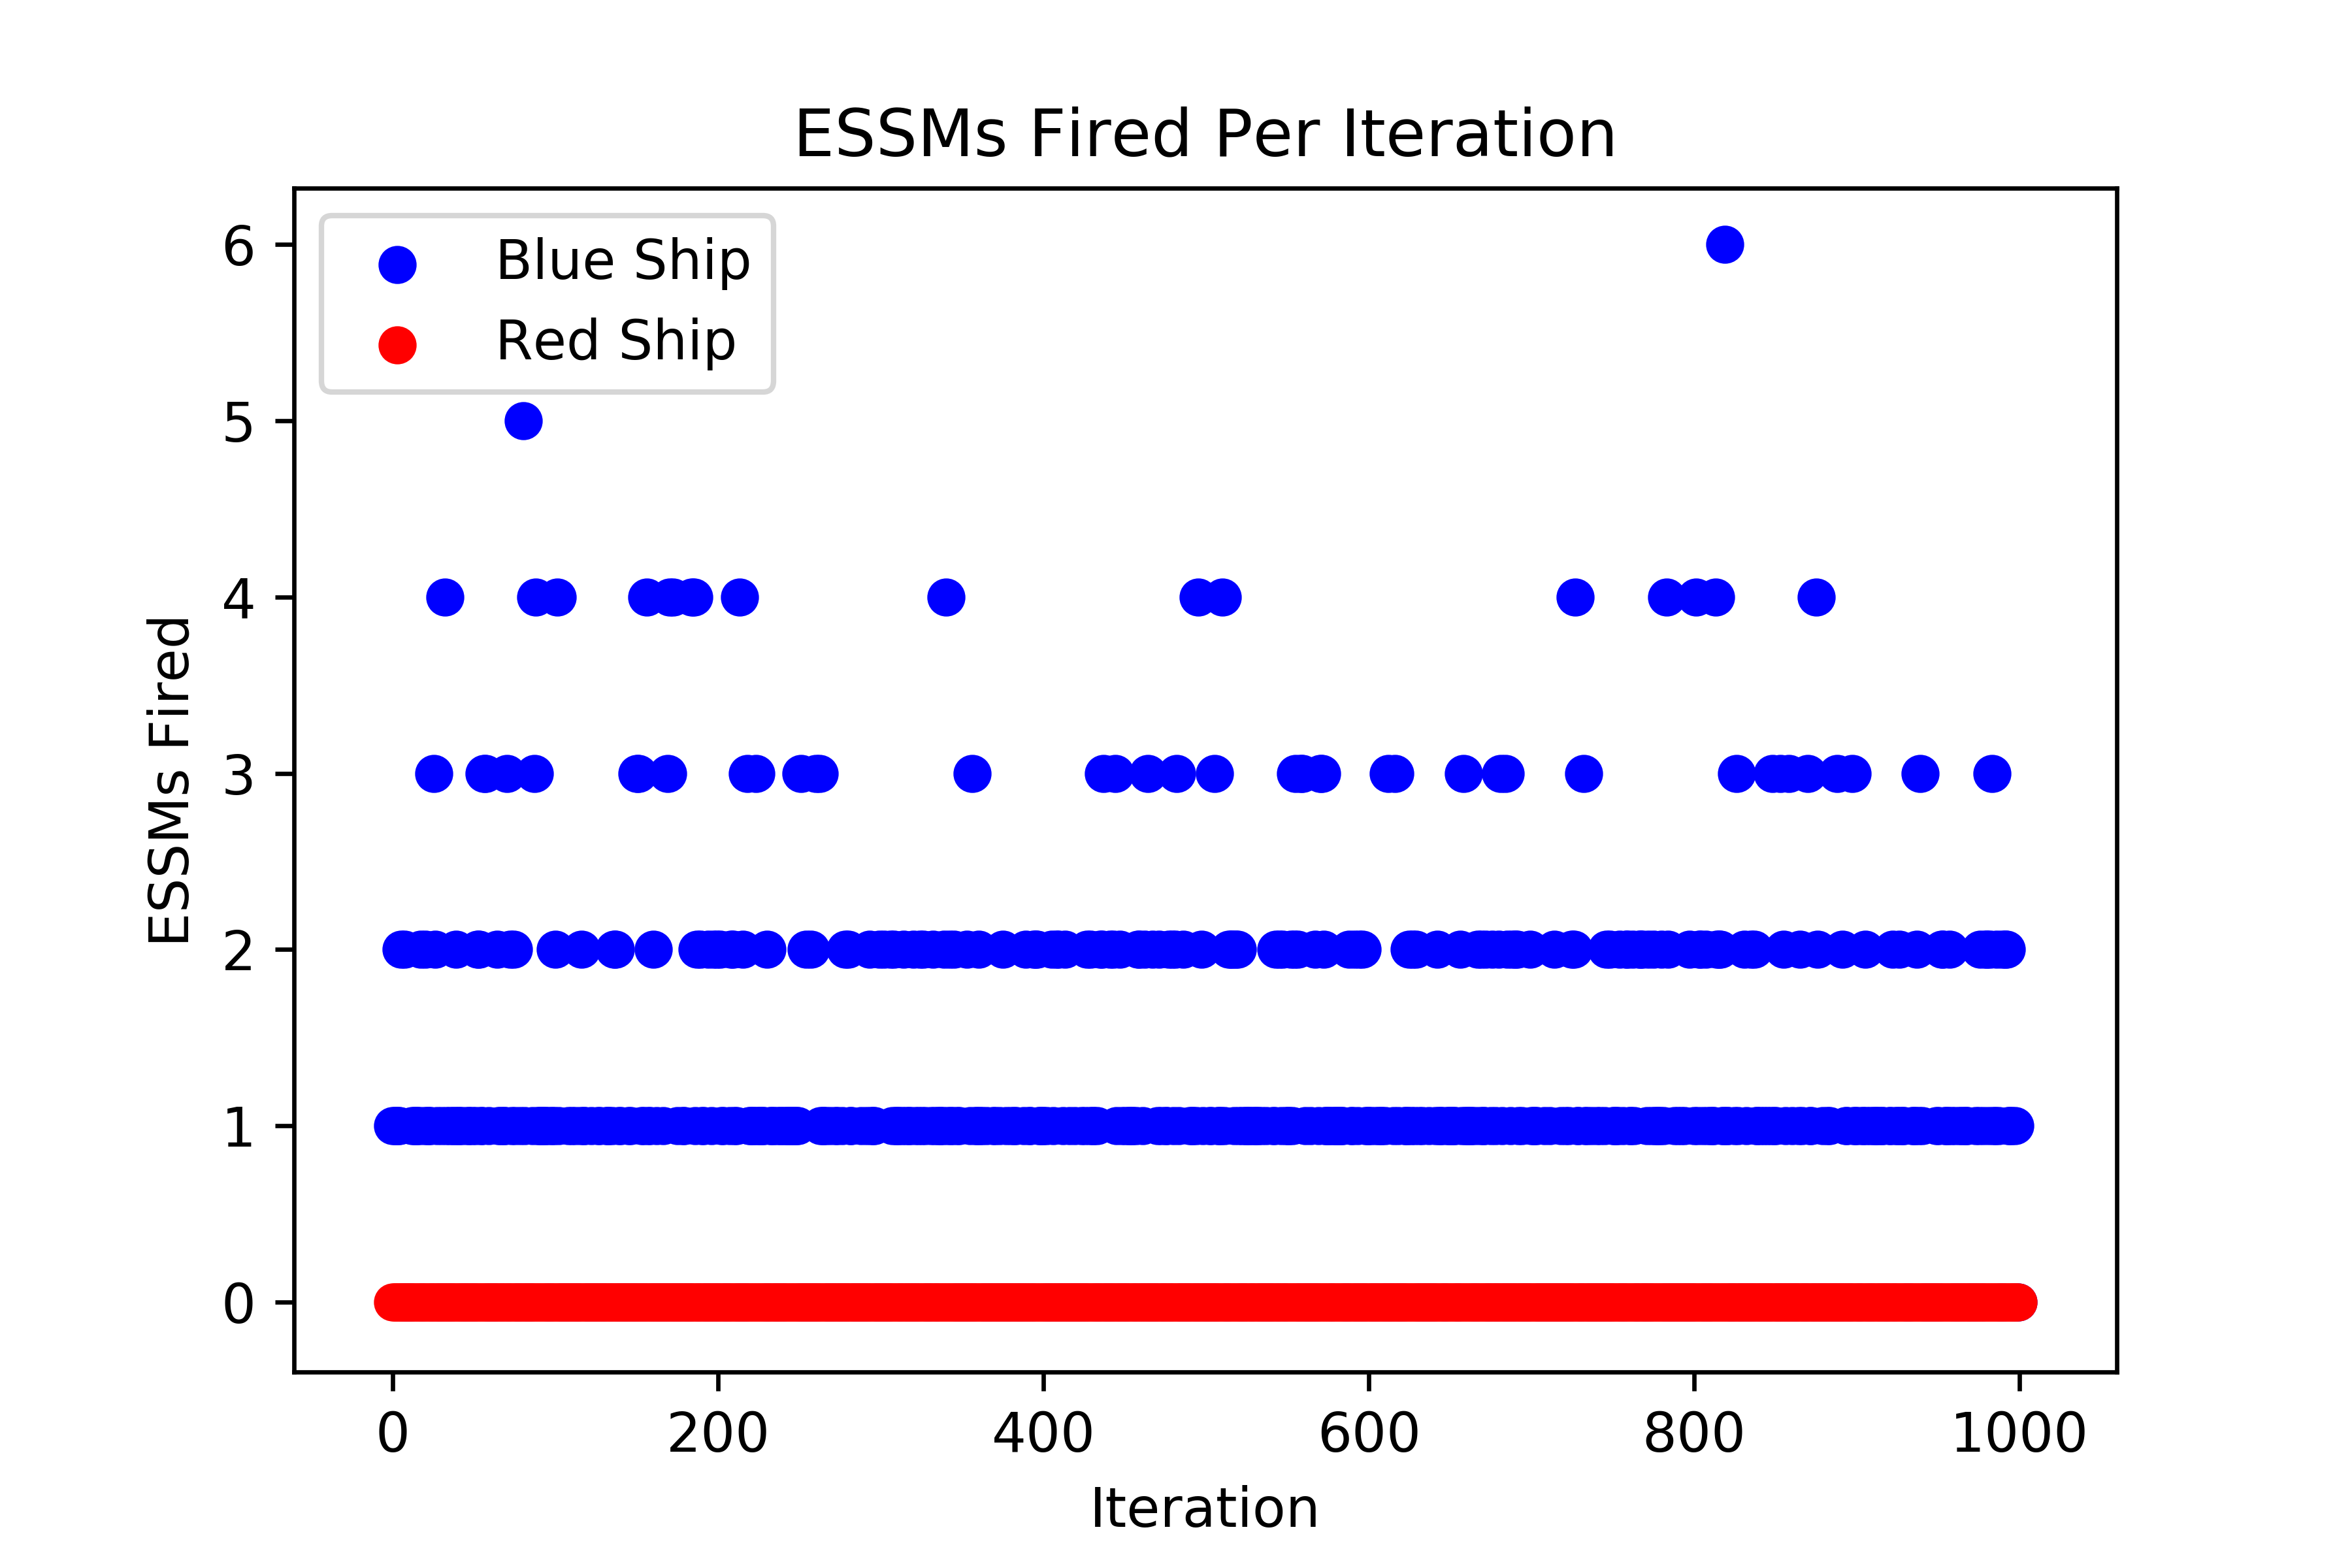 ESSMs Fired Per Iteration
Blue Ship
Red Ship
6
5
4
3
2
1
0
ESSMs Fired
0 200 400 600 800 1000
Iteration